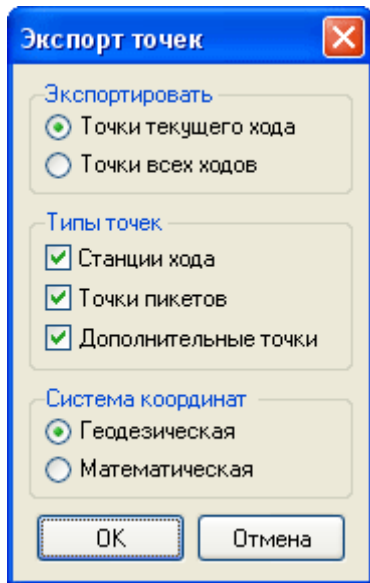 Экспорт точек
Экспортировать
Точки текущего хода
Точки всех ходов
Типы точек
Станции хода
Точки пикетов
Дополнительные точки
Система координат
Геодезическая
Математическая
ОК
Отмена